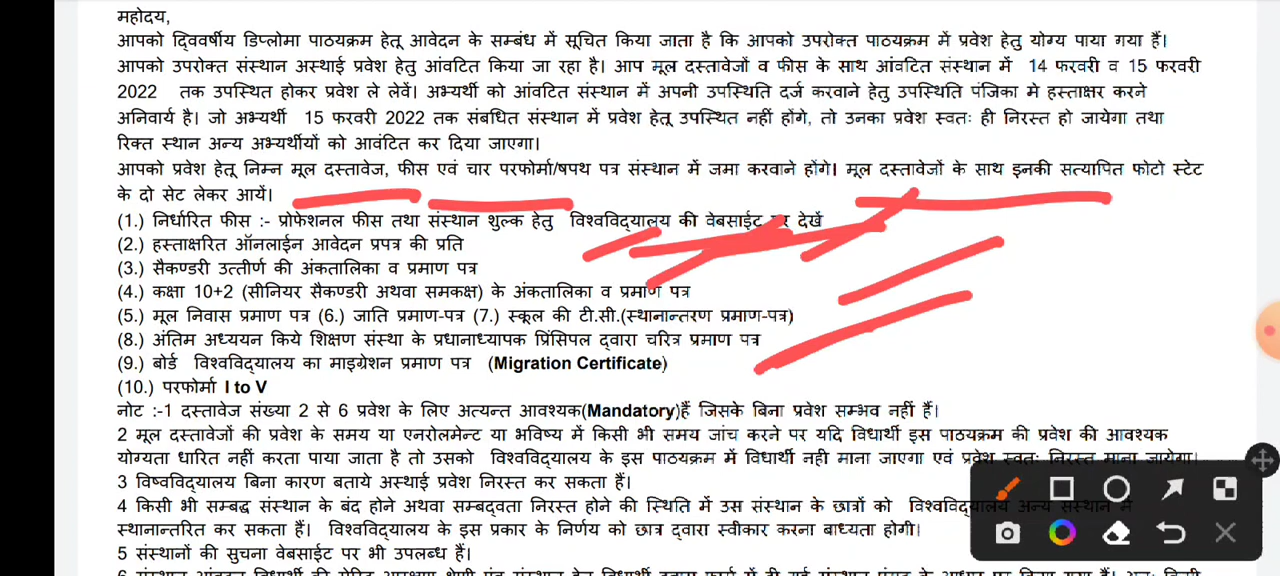 महोदय,
आपको द्विवर्षीय डिप्लोमा पाठयक्रम हेतू आवेदन के सम्बंध में सूचित किया जाता है कि आपको उपरोक्त पाठयक्रम में प्रवेश हेतु योग्य पाया गया हैं।
आपको उपरोक्त संस्थान अस्थाई प्रवेश हेतु आंवटित किया जा रहा है। आप मूल दस्तावेजों व फीस के साथ आंवटित संस्थान में 14 फरवरी व 15 फरवरी
2022 तक उपस्थित होकर प्रवेश ले लेवें। अभ्यर्थी को आंवटित संस्थान में अपनी उपस्थिति दर्ज करवाने हेतु उपस्थिति पंजिका मे हस्ताक्षर करने
अनिवार्य है। जो अभ्यर्थी 15 फरवरी 2022 तक संबधित संस्थान में प्रवेश हेतू उपस्थित नहीं होंगे, तो उनका प्रवेश स्वतः ही निरस्त हो जायेगा तथा
रिक्त स्थान अन्य अभ्यर्थीयों को आवंटित कर दिया जाएगा।
आपको प्रवेश हेतू निम्न मूल दस्तावेज, फीस एवं चार परफोर्मा/षपथ पत्र संस्थान में जमा करवाने होंगे। मूल दस्तावेजों के साथ इनकी सत्यापित फोटो स्टेट
के दो सेट लेकर आयें।
(1.) निर्धारित फीस :- प्रोफेशनल फीस तथा संस्थान शुल्क हेतु विश्वविद्यालय की वेबसाईट पर देखें
(2.) हस्ताक्षरित ऑनलाईन आवेदन प्रपत्र की प्रति
(3.) सैकण्डरी उत्तीर्ण की अंकतालिका व प्रमाण पत्र
(4.) कक्षा 10+2 (सीनियर सैकण्डरी अथवा समकक्ष) के अंकतालिका व प्रमाण पत्र
(5.) मूल निवास प्रमाण पत्र (6.) जाति प्रमाण-पत्र (7.) स्कूल की टी.सी.(स्थानान्तरण प्रमाण-पत्र)
(8.) अंतिम अध्ययन किये शिक्षण संस्था के प्रधानाध्यापक प्रिंसिपल द्वारा चरित्र प्रमाण पत्र
(9.) बोर्ड विश्वविद्यालय का माइग्रेशन प्रमाण पत्र (Migration Certificate)
(10.) परफोर्मा I to V
नोट :-1 दस्तावेज संख्या 2 से 6 प्रवेश के लिए अत्यन्त आवश्यक(Mandatory)हैं जिसके बिना प्रवेश सम्भव नहीं हैं।
2 मूल दस्तावेजों की प्रवेश के समय या एनरोलमेन्ट या भविष्य में किसी भी समय जांच करने पर यदि विधार्थी इस पाठयक्रम की प्रवेश की आवश्यक
योग्यता धारित नहीं करता पाया जाता है तो उसको विश्वविद्यालय के इस पाठयक्रम में विधार्थी नही माना जाएगा एवं प्रवेश स्वतः निरस्त माना जायेगा।
3 विष्वविद्यालय बिना कारण बताये अस्थाई प्रवेश निरस्त कर सकता हैं।
4 किसी भी सम्बद्ध संस्थान के बंद होने अथवा सम्बद्वता निरस्त होने की स्थिति में उस संस्थान के छात्रों को विश्वविद्यालय अन्य संस्थान में
स्थानान्तरित कर सकता हैं। विश्वविद्यालय के इस प्रकार के निर्णय को छात्र द्वारा स्वीकार करना बाध्यता होगी।
5 संस्थानों की सुचना वेबसाईट पर भी उपलब्ध हैं।